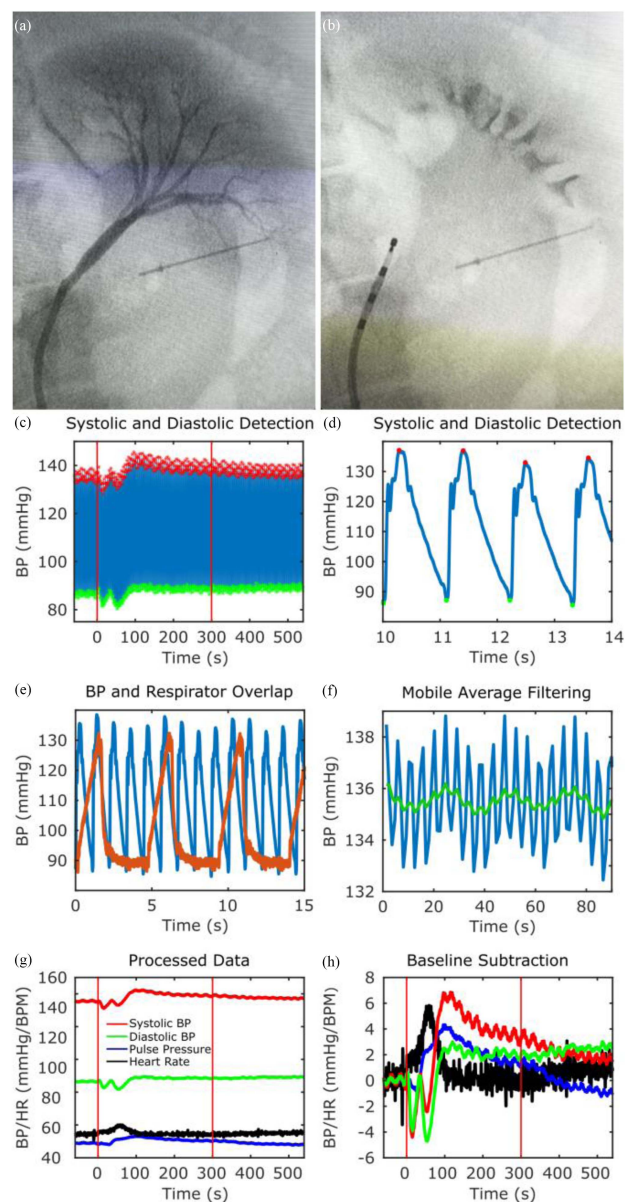 (a) (b)
(c) Systolic and Diastolic Detection
BP (mmHg)
140
120
100
80
0 100 200 300 400 500
Time (s)
(d) Systolic and Diastolic Detection
BP (mmHg)
130
120
110
100
90
10 11 12 13 14
Time (s)
(e) BP and Respirator Overlap
BP (mmHg)
130
120
110
100
90
0 5 10 15
Time (s)
(f) Mobile Average Filtering
BP (mmHg)
138
136
134
132
0 20 40 60 80
Time (s)
(g) Processed Data
BP/HR (mmHg/BPM)
160
140
120
100
80
60
40
Systolic BP
Diastolic BP
Pulse Pressure
Heart Rate
0 100 200 300 400 500
Time (s)
(h) Baseline Subtraction
BP/HR (mmHg/BPM)
8
6
4
2
0
-2
-4
-6
0 100 200 300 400 500
Time (s)